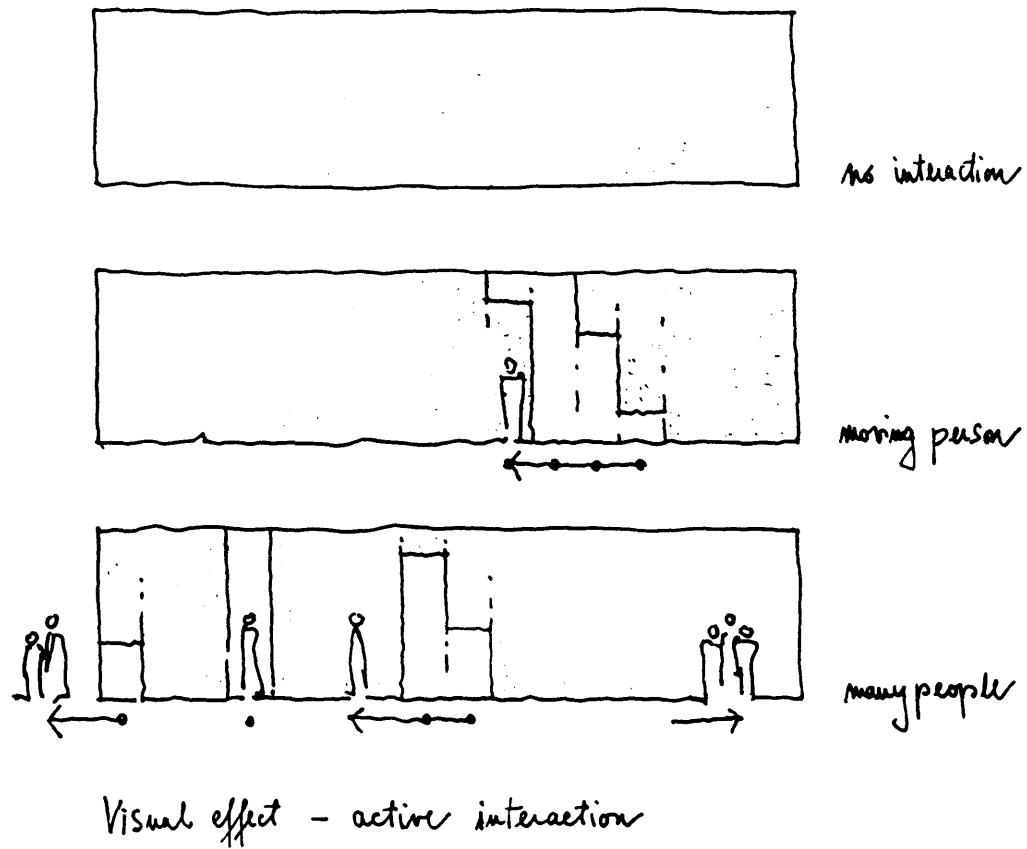 no interaction
moving person
many people
Visual effect – active interaction